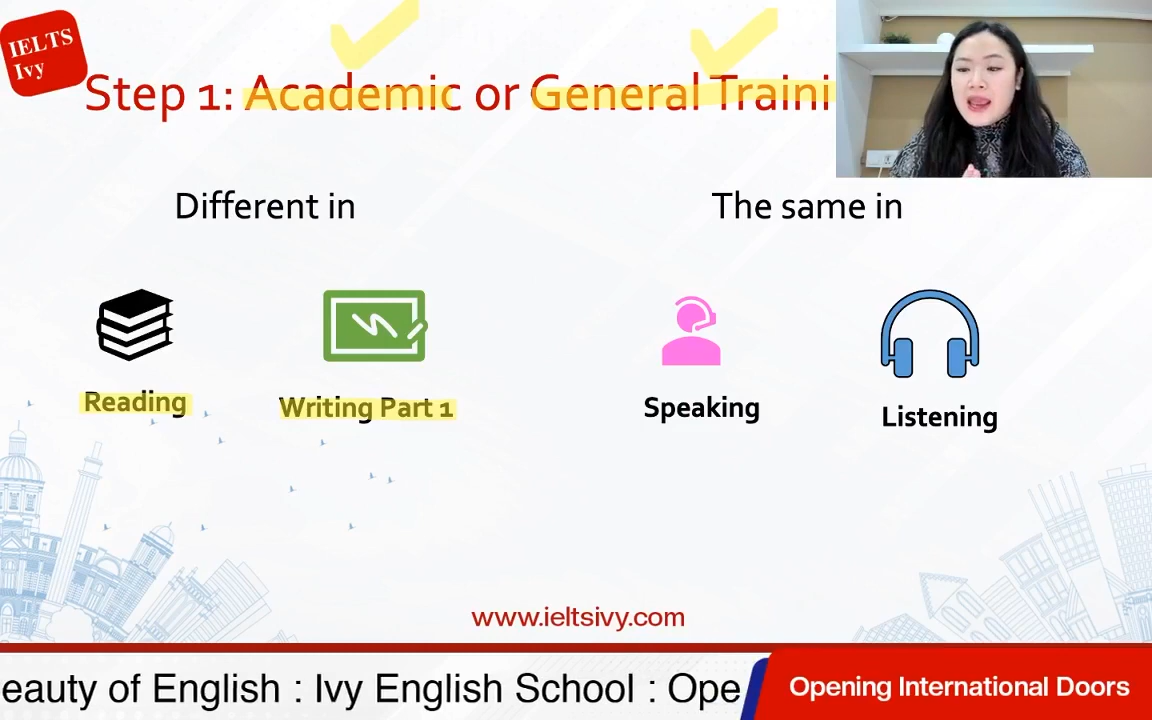 IELTS
Ivy
Step 1: Academic or General Traini
Different in
The same in
Reading
Writing Part 1
Speaking
Listening
www.ieltsivy.com
eauty of English : Ivy English School : Ope
Opening International Doors